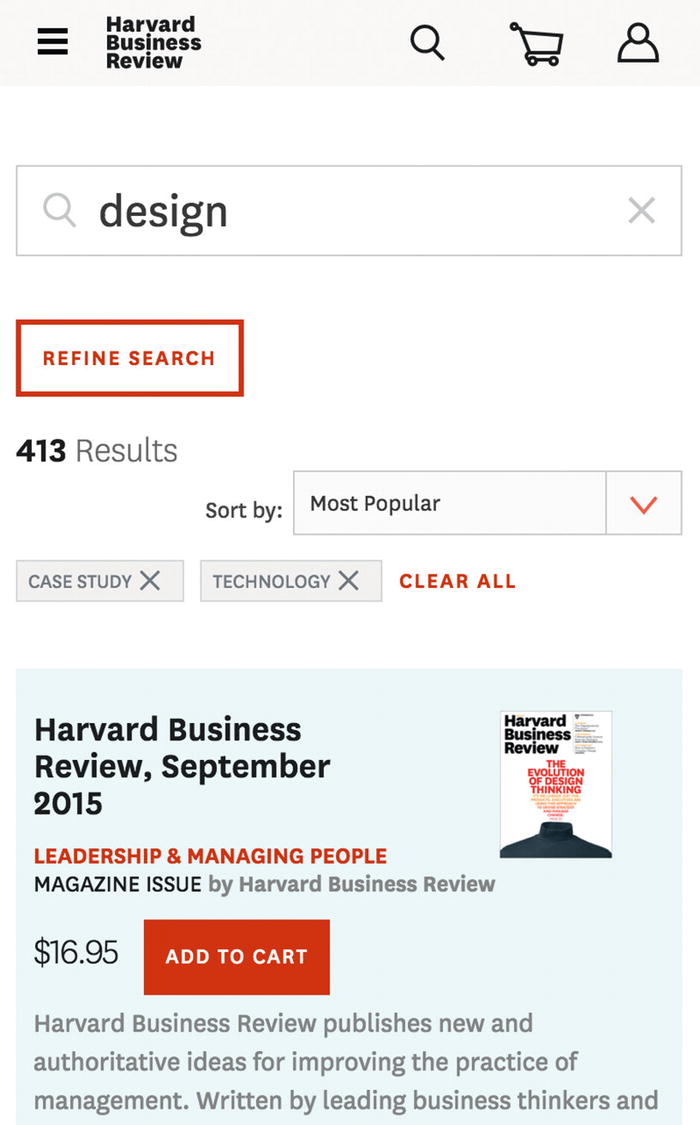 Harvard
Business
Review
design
REFINE SEARCH
413 Results
Sort by: Most Popular
CASE STUDY TECHNOLOGY CLEAR ALL
Harvard Business
Review, September
2015
Harvard
Business
Review
THE
EVOLUTION
OF DESIGN
THINKING
LEADERSHIP & MANAGING PEOPLE
MAGAZINE ISSUE by Harvard Business Review
$16.95 ADD TO CART
Harvard Business Review publishes new and
authoritative ideas for improving the practice of
management. Written by leading business thinkers and